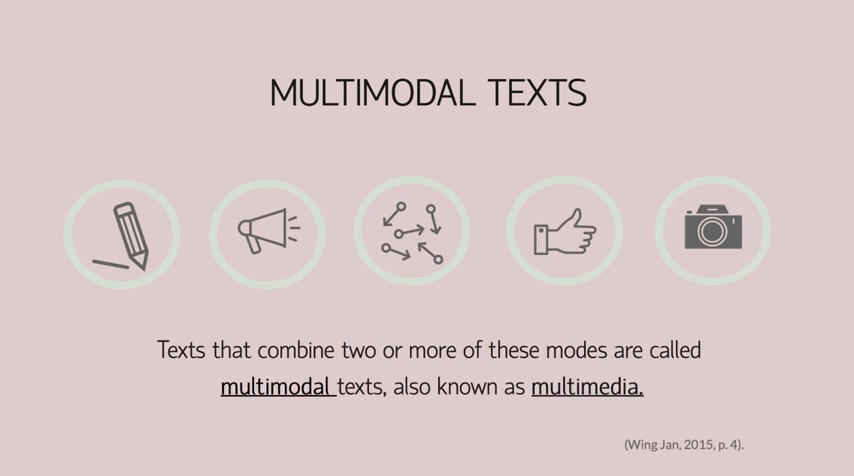 MULTIMODAL TEXTS
Texts that combine two or more of these modes are called
multimodal texts, also known as multimedia.
(Wing Jan, 2015, p. 4).